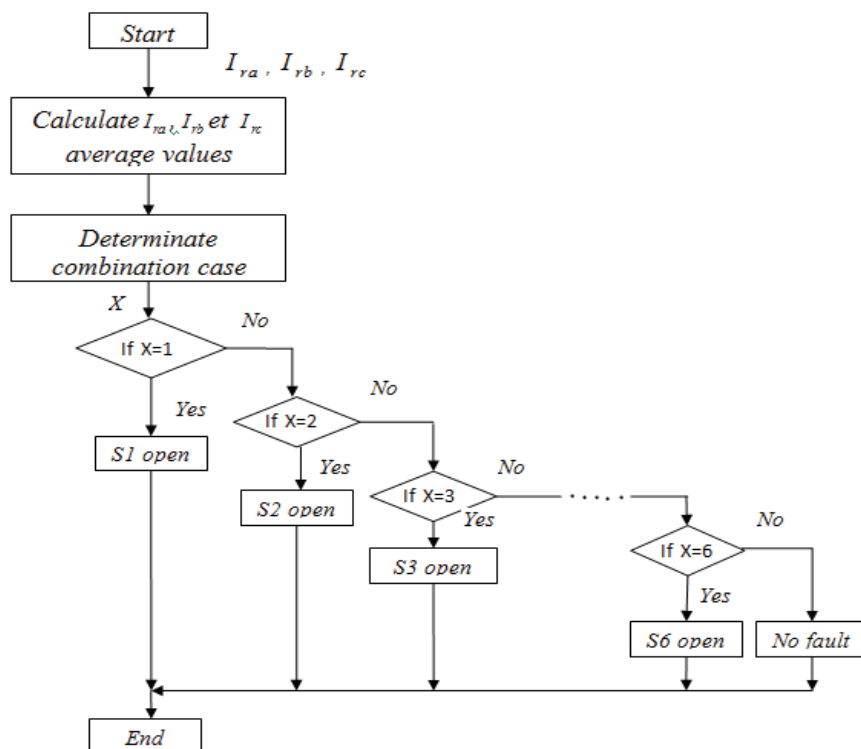 Start
I_ra , I_rb , I_rc
Calculate I_ra, I_rb et I_rc
average values
Determinate
combination case
X
No
If X=1
No
Yes
If X=2
No
S1 open
Yes
If X=3
.....
No
S2 open
Yes
If X=6
S3 open
Yes
S6 open
No fault
End